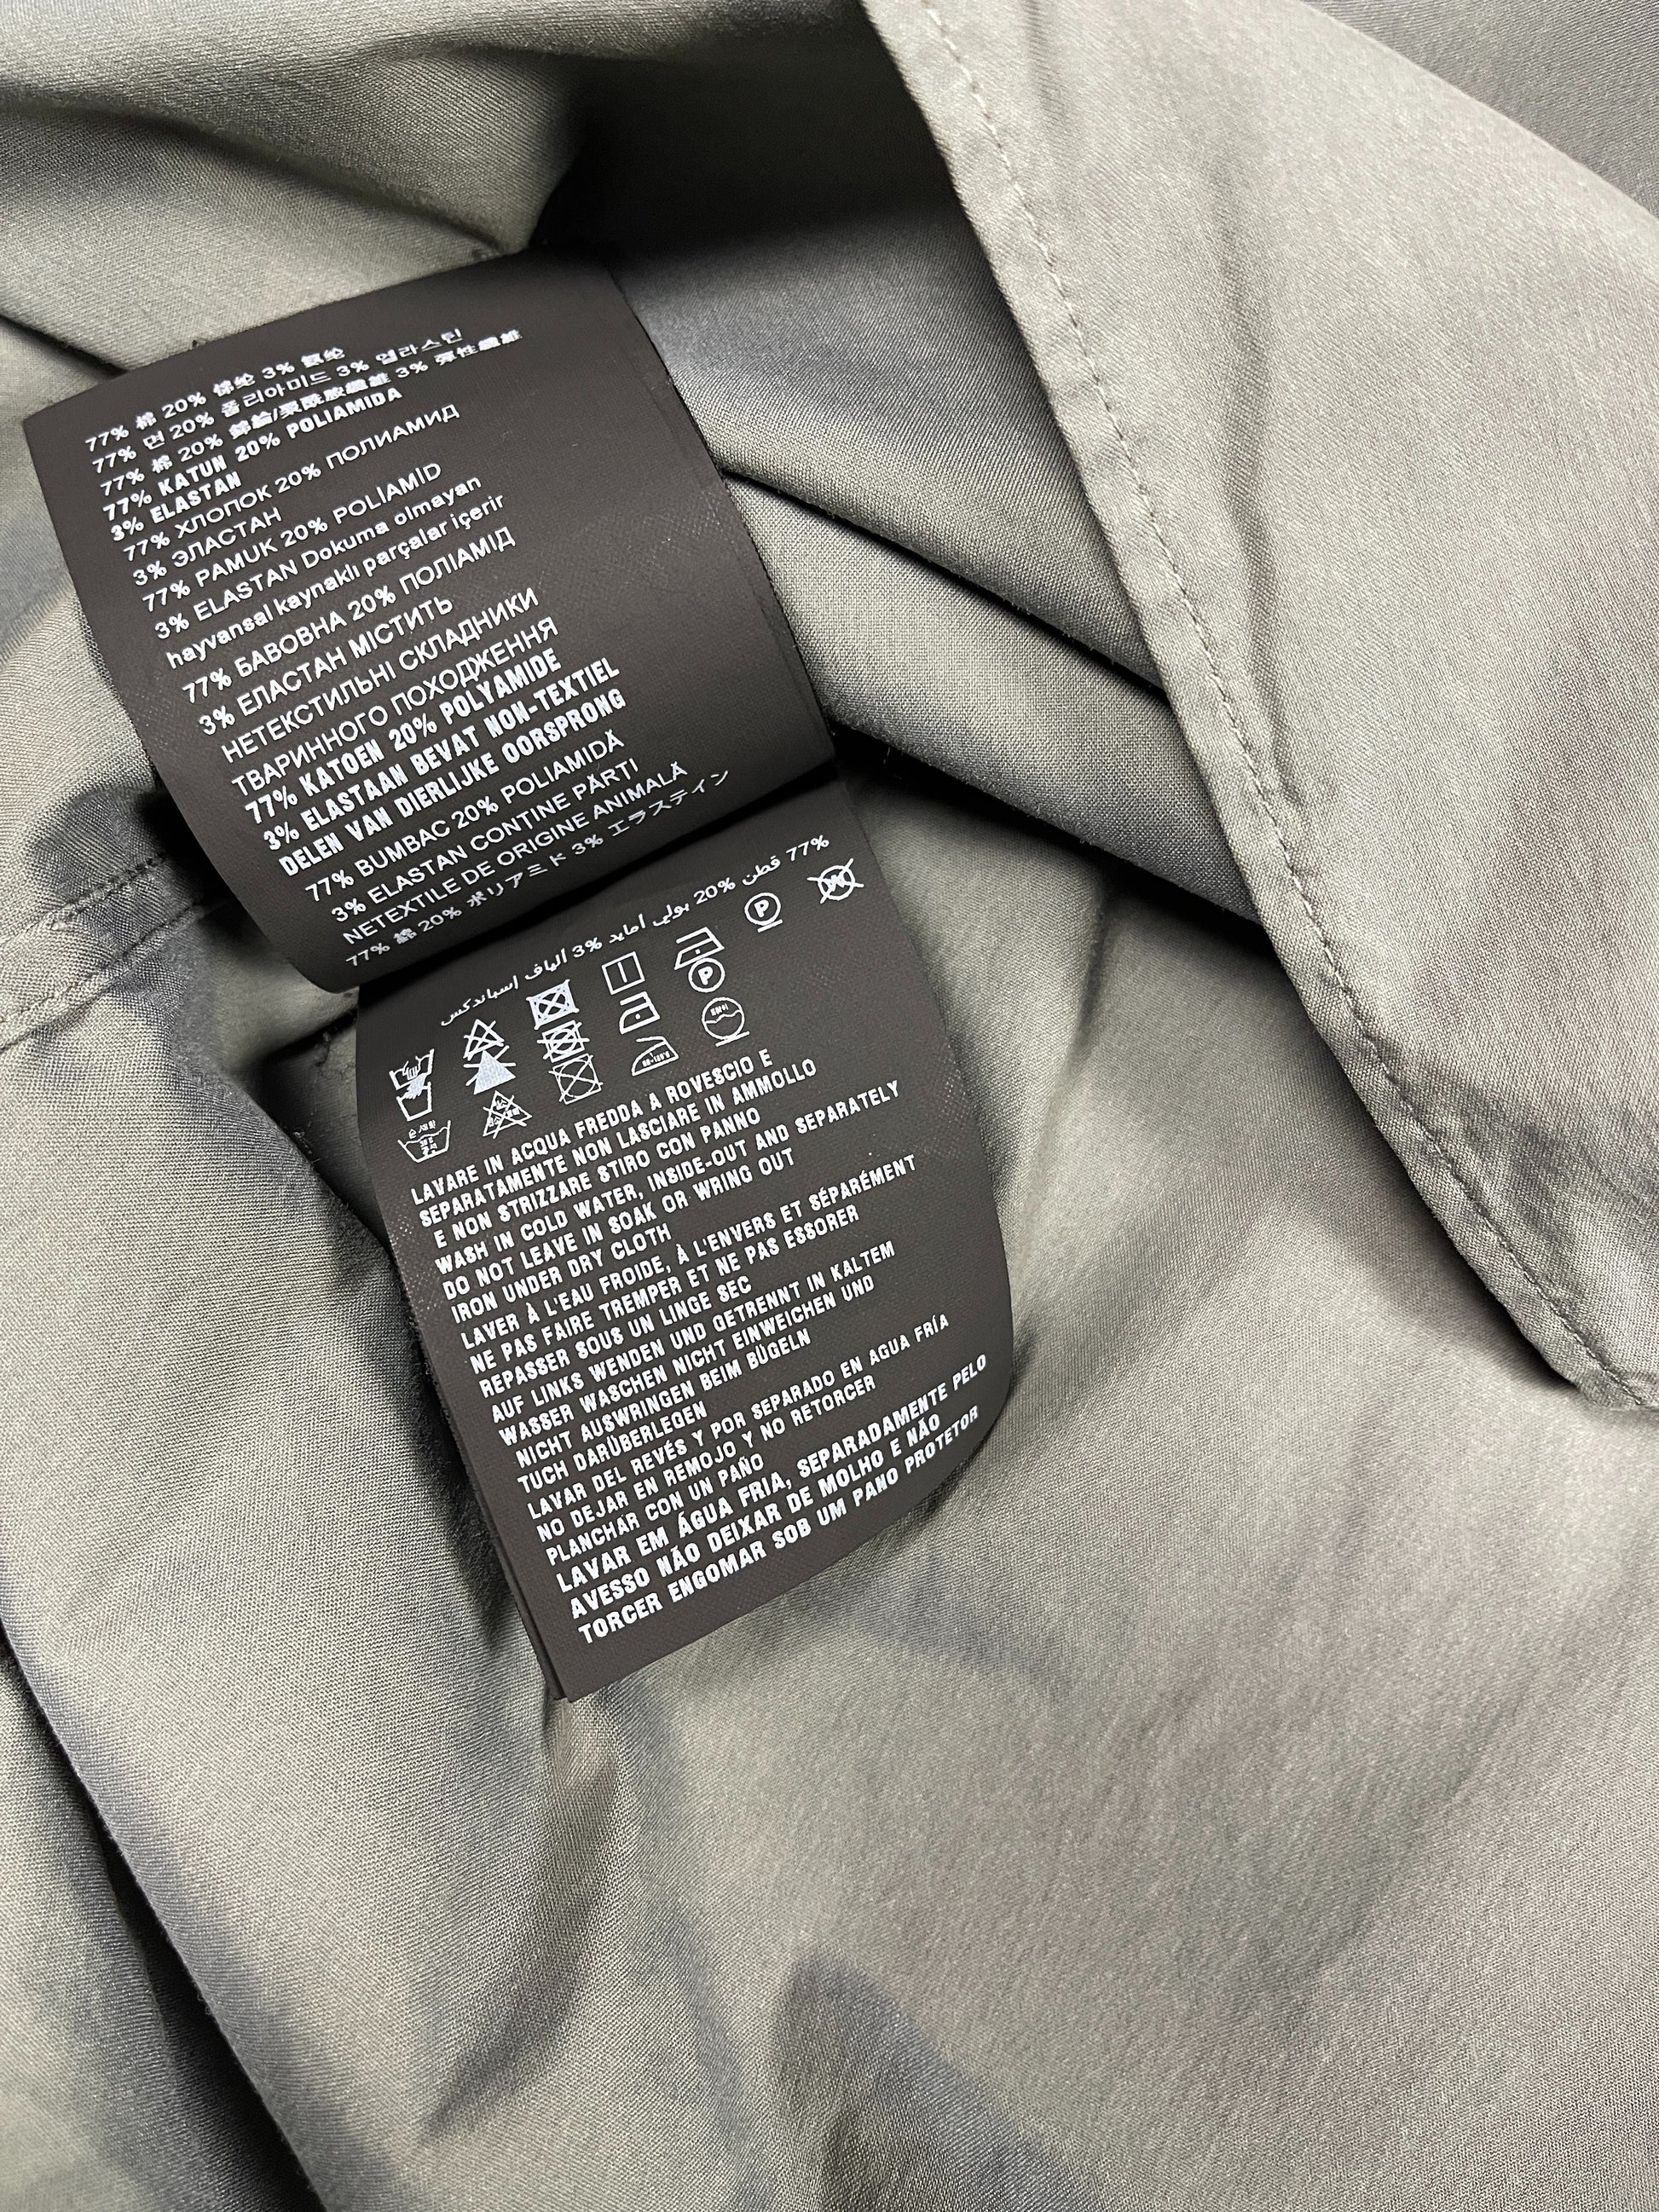 77% 棉 20% 锦纶 3% 氨纶
77% 면 20% 폴리아미드 3% 엘라스틴
77% 棉 20% 錦綸/聚酰胺纖維 3% 彈性纖維
77% KATUN 20% POLIAMIDA
3% ELASTAN
77% ХЛОПОК 20% ПОЛИАМИД
3% ЭЛАСТАН
77% PAMUK 20% POLİAMİD
3% ELASTAN Dokuma olmayan
hayvansal kaynaklı parçalar içerir
77% БАВОВНА 20% ПОЛІАМІД
3% ЕЛАСТАН МІСТИТЬ
НЕТЕКСТИЛЬНІ СКЛАДНИКИ
ТВАРИННОГО ПОХОДЖЕННЯ
77% KATOEN 20% POLYAMIDE
3% ELASTAAN BEVAT NON-TEXTIEL
DELEN VAN DIERLIJKE OORSPRONG
77% BUMBAC 20% POLIAMIDĂ
3% ELASTAN CONTINE PĂRTI
NETEXTILE DE ORIGINE ANIMALĂ
77% 綿 20% ポリアミド 3% エラスティン
77% قطن 20% بولي أمايد 3% ألياف إسباندكس
W
P
P
LAVARE IN ACQUA FREDDA A ROVESCIO E
SEPARATAMENTE NON LASCIARE IN AMMOLLO
E NON STRIZZARE STIRO CON PANNO
WASH IN COLD WATER, INSIDE-OUT AND SEPARATELY
DO NOT LEAVE IN SOAK OR WRING OUT
IRON UNDER DRY CLOTH
LAVER À L'EAU FROIDE, À L'ENVERS ET SÉPARÉMENT
NE PAS FAIRE TREMPER ET NE PAS ESSORER
REPASSER SOUS UN LINGE SEC
AUF LINKS WENDEN UND GETRENNT IN KALTEM
WASSER WASCHEN NICHT EINWEICHEN UND
NICHT AUSWRINGEN BEIM BÜGELN
TUCH DARÜBERLEGEN
LAVAR DEL REVÉS Y POR SEPARADO EN AGUA FRÍA
NO DEJAR EN REMOJO Y NO RETORCER
PLANCHAR CON UN PAÑO
LAVAR EM ÁGUA FRIA, SEPARADAMENTE PELO
AVESSO NÃO DEIXAR DE MOLHO E NÃO
TORCER ENGOMAR SOB UM PANO PROTETOR